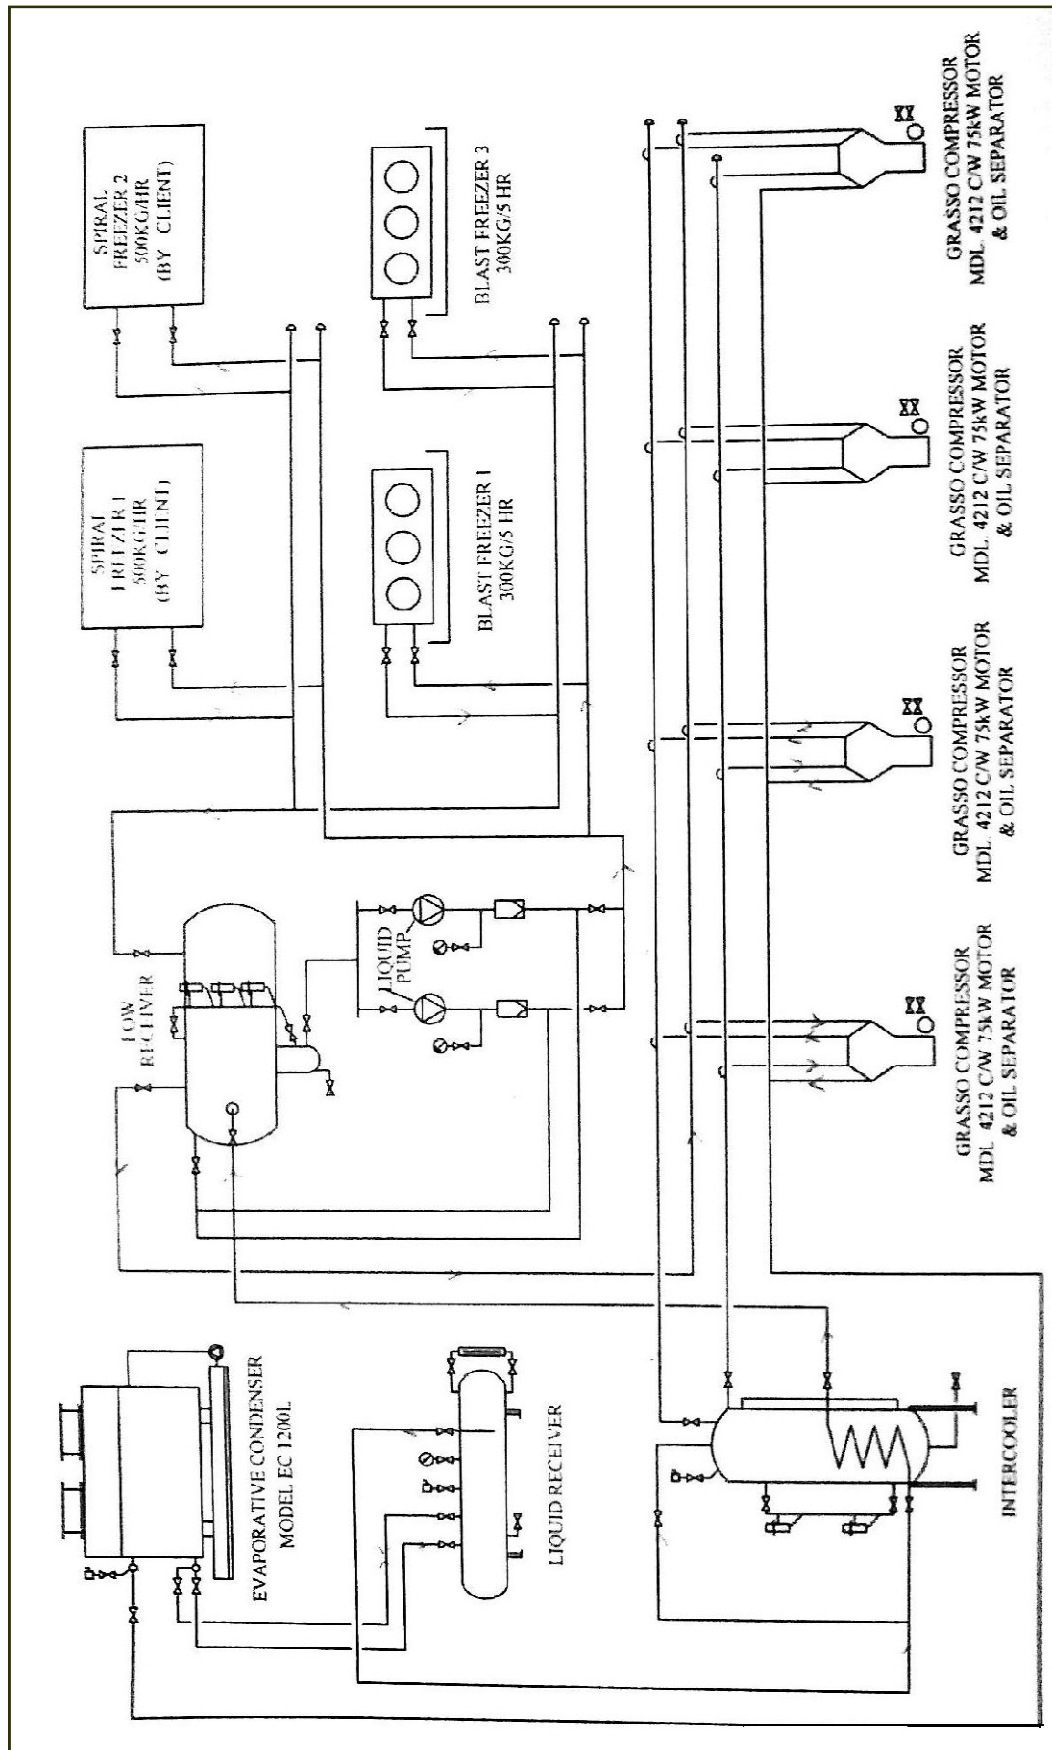 EVAPORATIVE CONDENSER
MODEL EC 1200L
LIQUID RECEIVER
INTERCOOLER
LOW
RECEIVER
LIQUID
PUMP
SPIRAL
FREEZER 1
500KG/HR
(BY CLIENT)
SPIRAL
FREEZER 2
500KG/HR
(BY CLIENT)
BLAST FREEZER 1
300KG/5 HR
BLAST FREEZER 3
300KG/5 HR
GRASSO COMPRESSOR
MDL. 4212 C/W 75kW MOTOR
& OIL SEPARATOR
GRASSO COMPRESSOR
MDL. 4212 C/W 75kW MOTOR
& OIL SEPARATOR
GRASSO COMPRESSOR
MDL. 4212 C/W 75kW MOTOR
& OIL SEPARATOR
GRASSO COMPRESSOR
MDL. 4212 C/W 75kW MOTOR
& OIL SEPARATOR